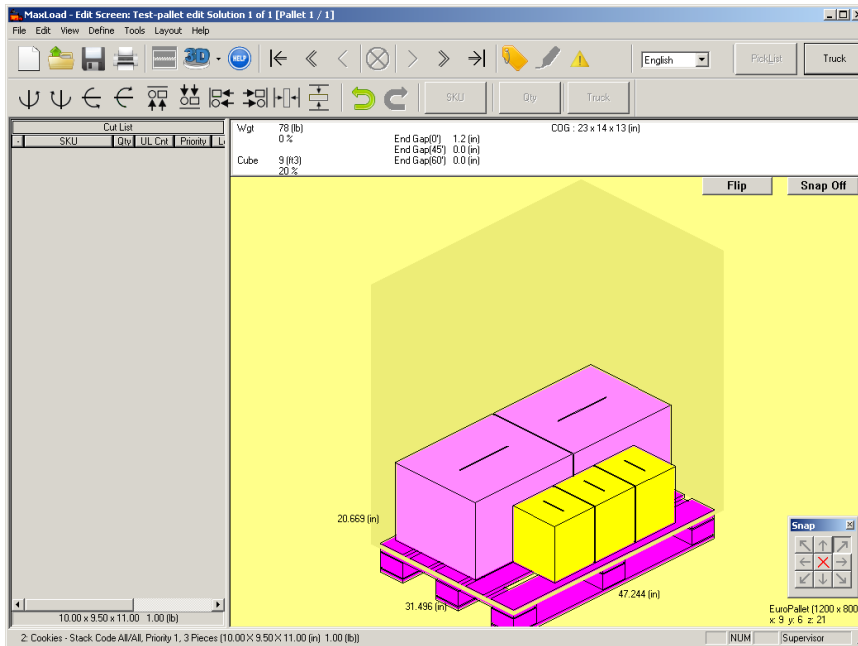 MaxLoad - Edit Screen: Test-pallet edit Solution 1 of 1 [Pallet 1 / 1]
File Edit View Define Tools Layout Help
3D HELP English PickList Truck
SKU Qty Truck
Cut List
- SKU Qty UL Cnt Priority L
Wgt 78 (lb) COG : 23 x 14 x 13 (in)
0 % End Gap(0') 1.2 (in)
End Gap(45') 0.0 (in)
Cube 9 (ft3) End Gap(60') 0.0 (in)
20 %
Flip Snap Off
20.669 (in)
Snap
47.244 (in)
31.496 (in)
EuroPallet (1200 x 800
x: 9 y: 6 z: 21
10.00 x 9.50 x 11.00 1.00 (lb)
2: Cookies - Stack Code All/All, Priority 1, 3 Pieces (10.00 X 9.50 X 11.00 (in) 1.00 (lb)) NUM Supervisor